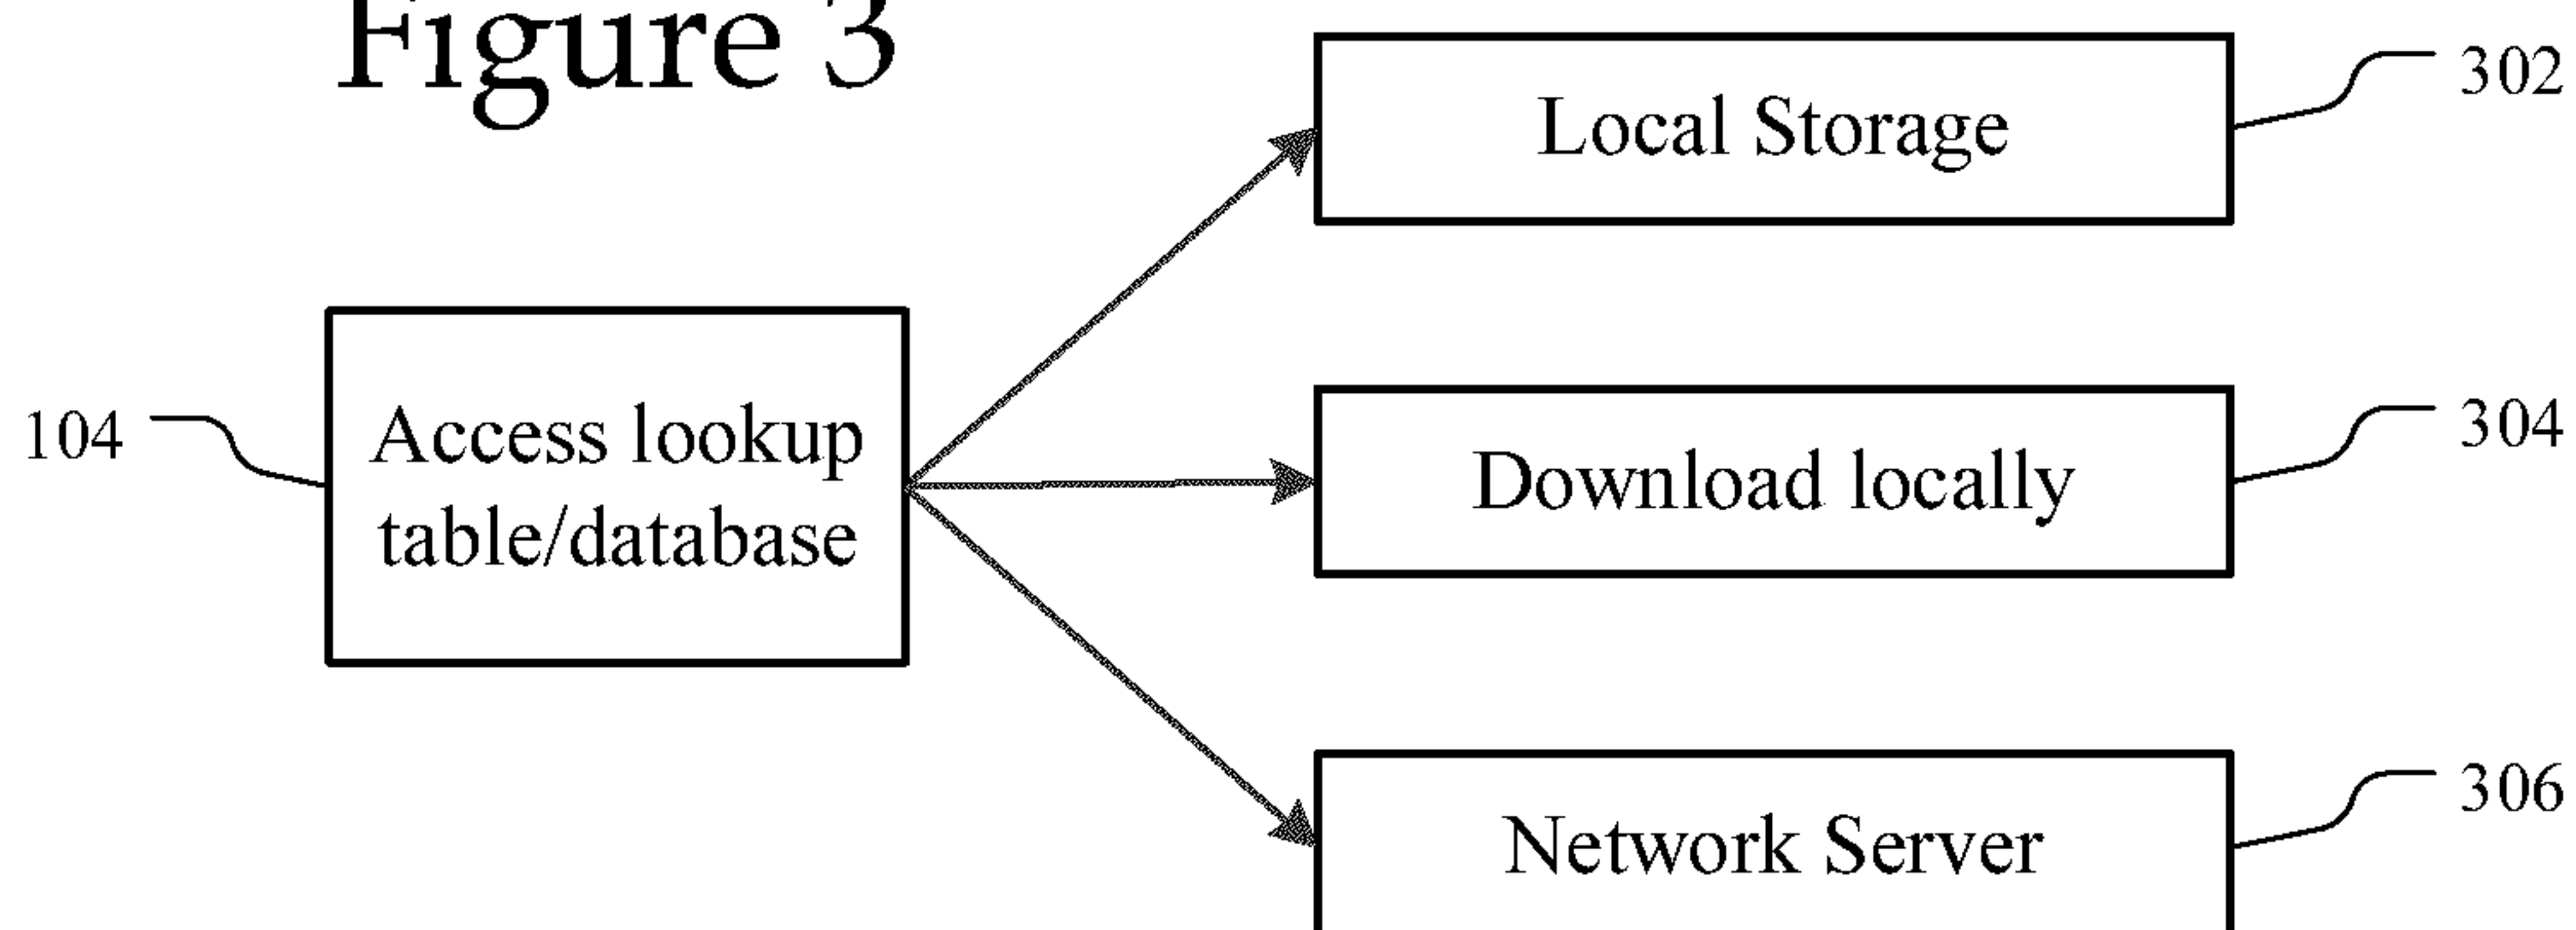 Figure 3
Local Storage
302
104
Access lookup
table/database
Download locally
304
Network Server
306